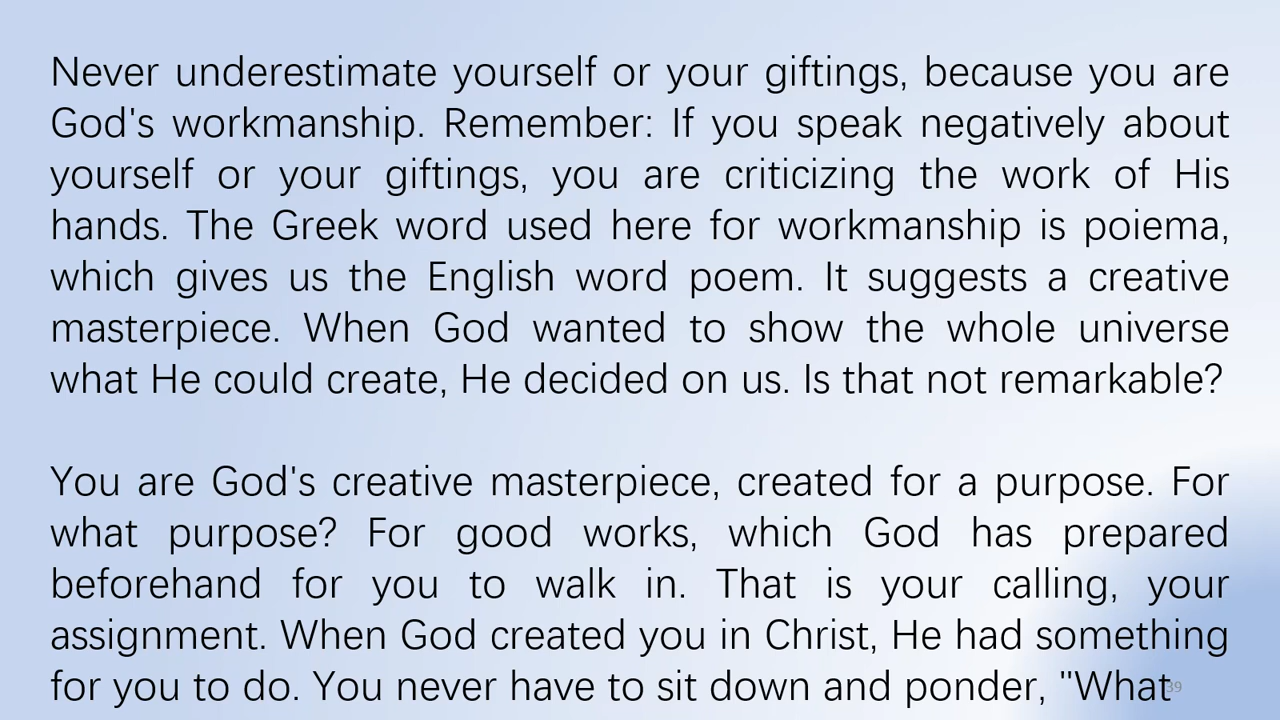 Never underestimate yourself or your giftings, because you are
God's workmanship. Remember: If you speak negatively about
yourself or your giftings, you are criticizing the work of His
hands. The Greek word used here for workmanship is poiema,
which gives us the English word poem. It suggests a creative
masterpiece. When God wanted to show the whole universe
what He could create, He decided on us. Is that not remarkable?
You are God's creative masterpiece, created for a purpose. For
what purpose? For good works, which God has prepared
beforehand for you to walk in. That is your calling, your
assignment. When God created you in Christ, He had something
for you to do. You never have to sit down and ponder, "What
39